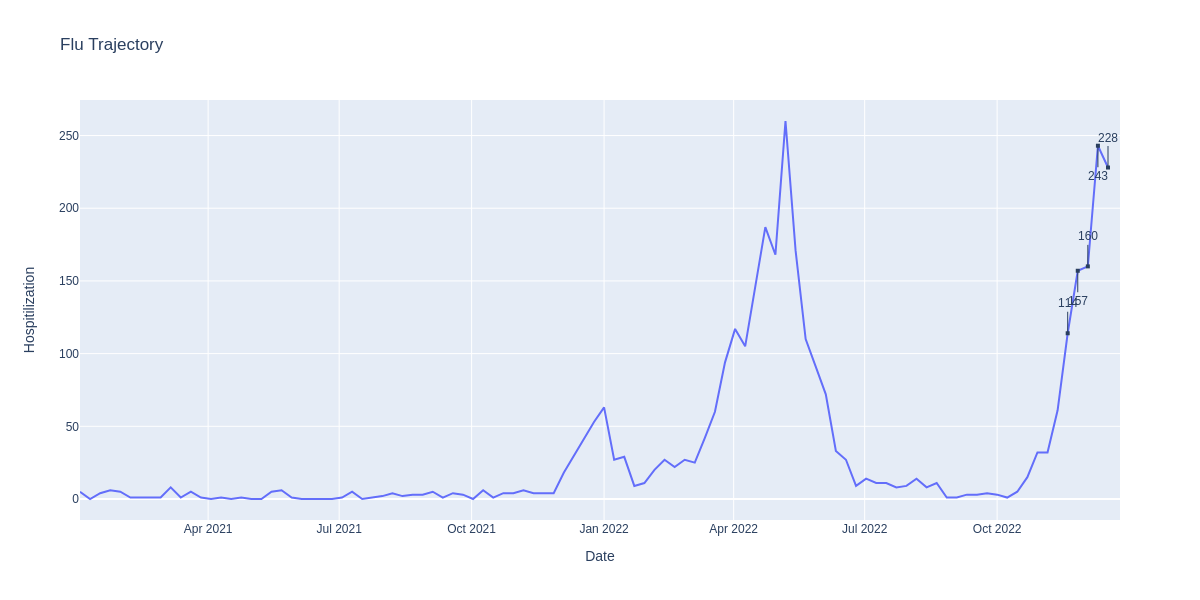 Flu Trajectory
250
200
150
100
50
0
Hospitilization
228
243
160
114
157
Apr 2021
Jul 2021
Oct 2021
Jan 2022
Apr 2022
Jul 2022
Oct 2022
Date